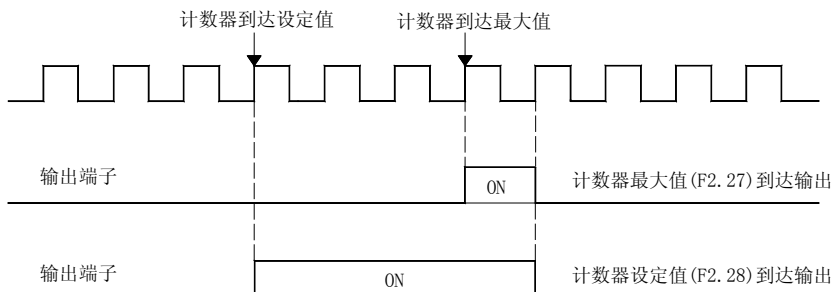 计数器到达设定值
计数器到达最大值
输出端子
ON
计数器最大值(F2.27)到达输出
输出端子
ON
计数器设定值(F2.28)到达输出